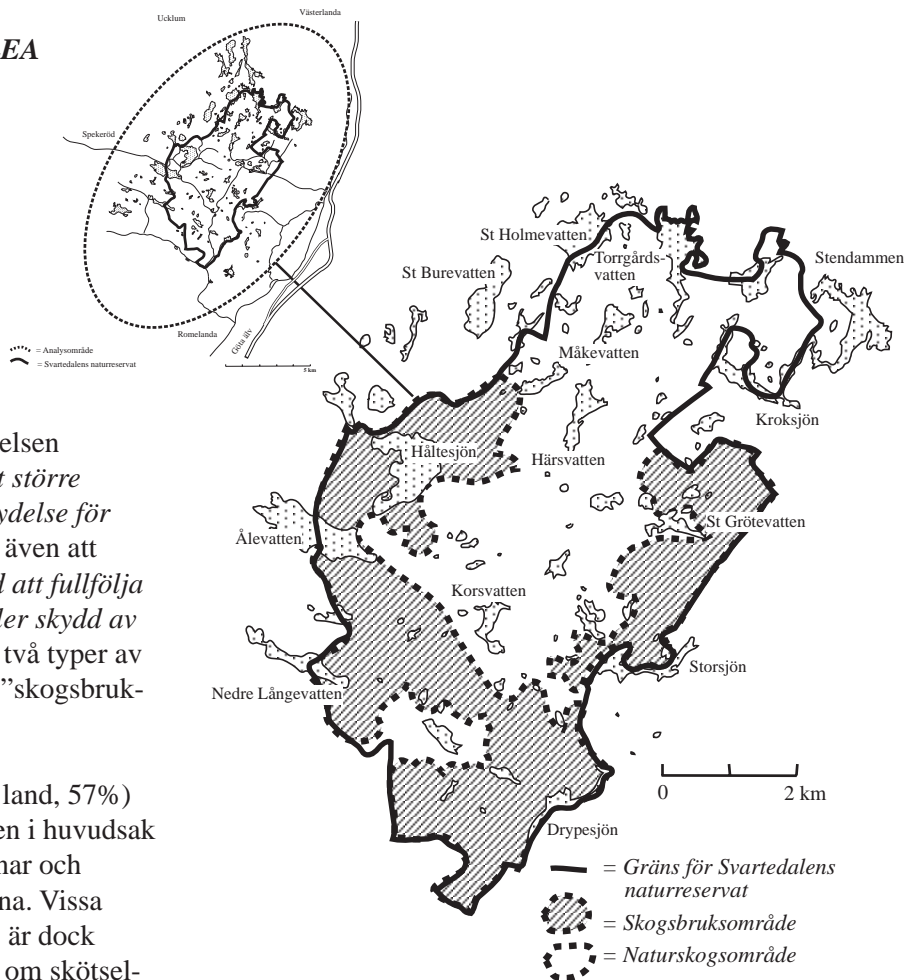 Ucklum
Västerlanda
EA
Spekeröd
Romelanda
Göta älv
= Analysområde
= Svartedalens naturreservat
5 km
St Holmevatten
Torrgårds-
vatten
Stendammen
St Burevatten
Måkevatten
Kroksjön
Håltesjön
Härsvatten
St Grötevatten
Ålevatten
Korsvatten
Storsjön
Nedre Långevatten
Drypesjön
0
2 km
= Gräns för Svartedalens
naturreservat
= Skogsbruksområde
= Naturskogsområde
elsen
t större
ydelse för
även att
d att fullfölja
ler skydd av
två typer av
”skogsbruk-
land, 57%)
en i huvudsak
nar och
na. Vissa
är dock
om skötsel-